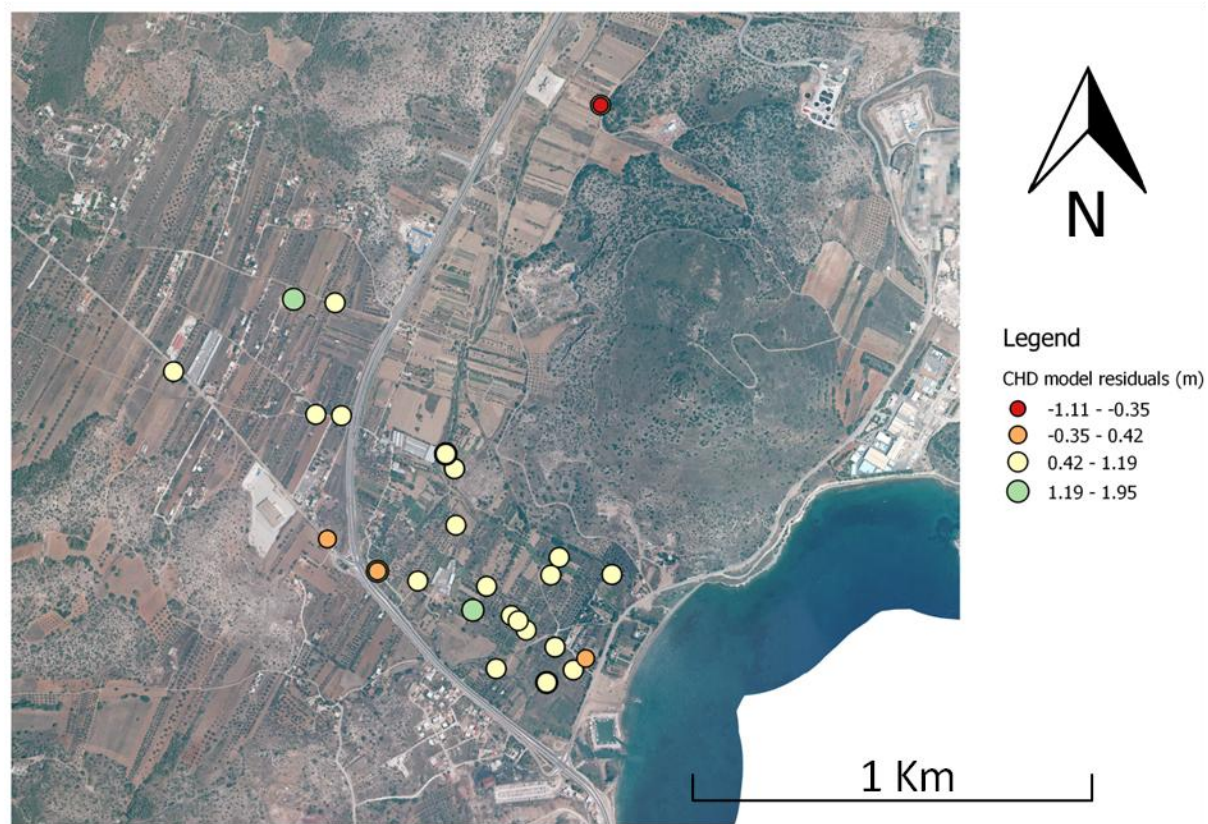 N
Legend
CHD model residuals (m)
-1.11 - -0.35
-0.35 - 0.42
0.42 - 1.19
1.19 - 1.95
1 Km